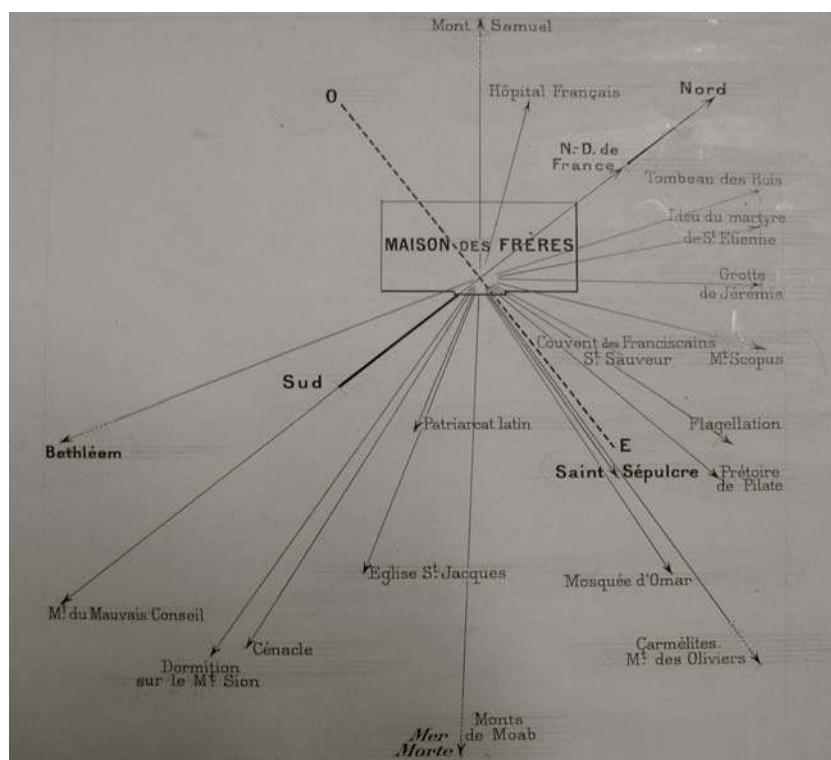 Mont Samuel
Hôpital Français
Nord
O
N.-D. de
France
Tombeau des Rois
Lieu du martyre
de St. Etienne
MAISON DES FRÈRES
Grotte
de Jérémie
Couvent des Franciscains
St. Sauveur
Mt. Scopus
Sud
Patriarcat latin
Flagellation
Bethléem
E
Saint Sépulcre
Prétoire
de Pilate
Eglise St. Jacques
Mosquée d'Omar
Mt. du Mauvais Conseil
Cénacle
Dormition
sur le Mt. Sion
Carmélites.
Mt. des Oliviers
Monts
de Moab
Mer
Morte